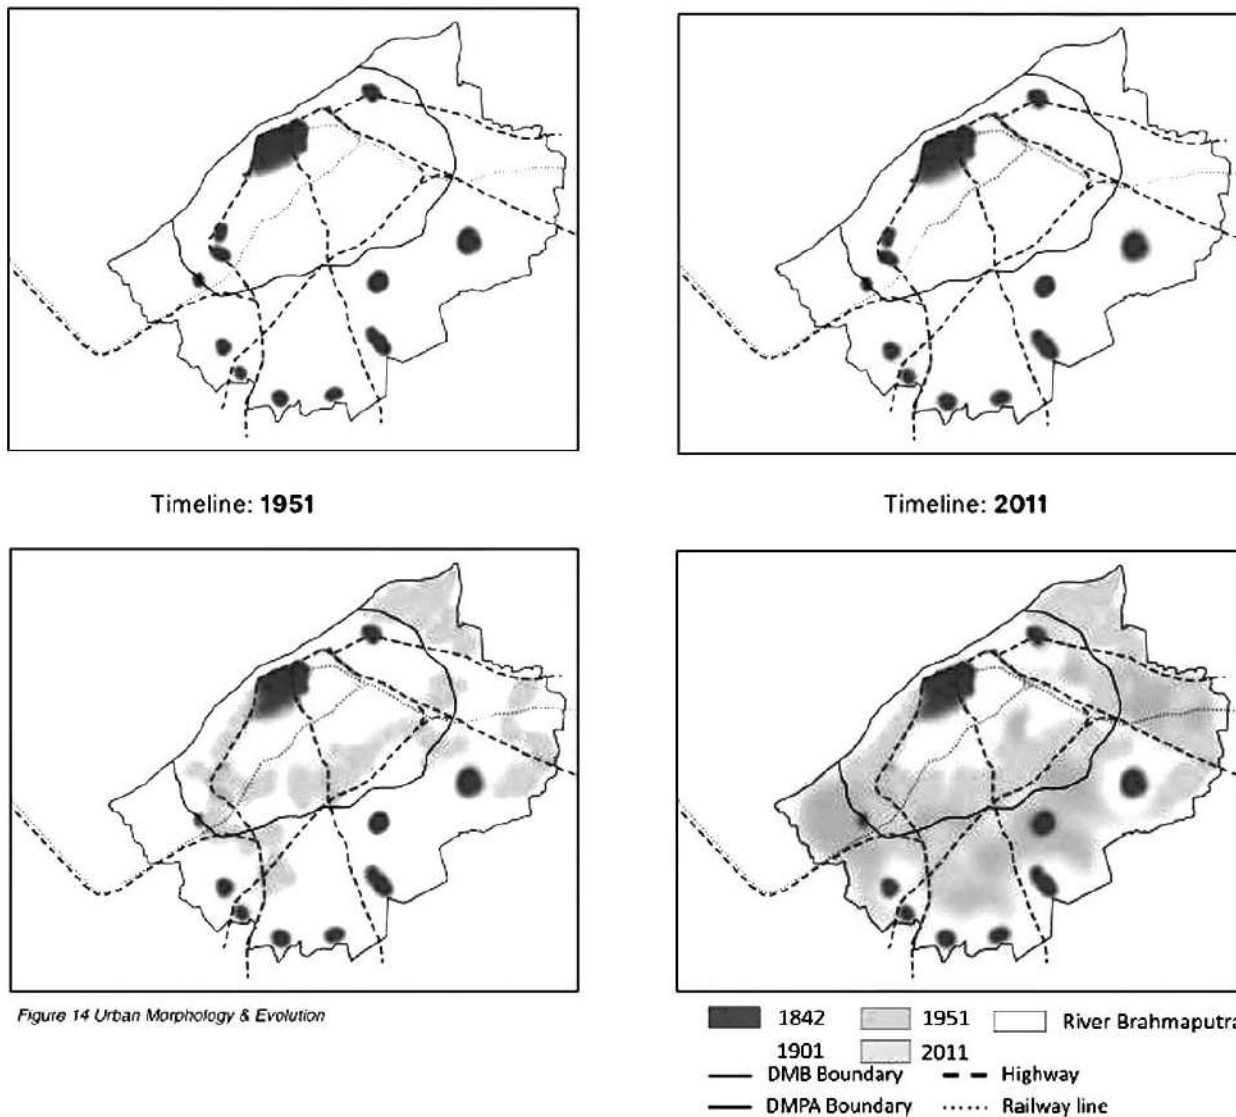 Timeline: 1951
Timeline: 2011
Figure 14 Urban Morphology & Evolution
1842
1951
River Brahmaputra
1901
2011
DMB Boundary
Highway
DMPA Boundary
Railway line